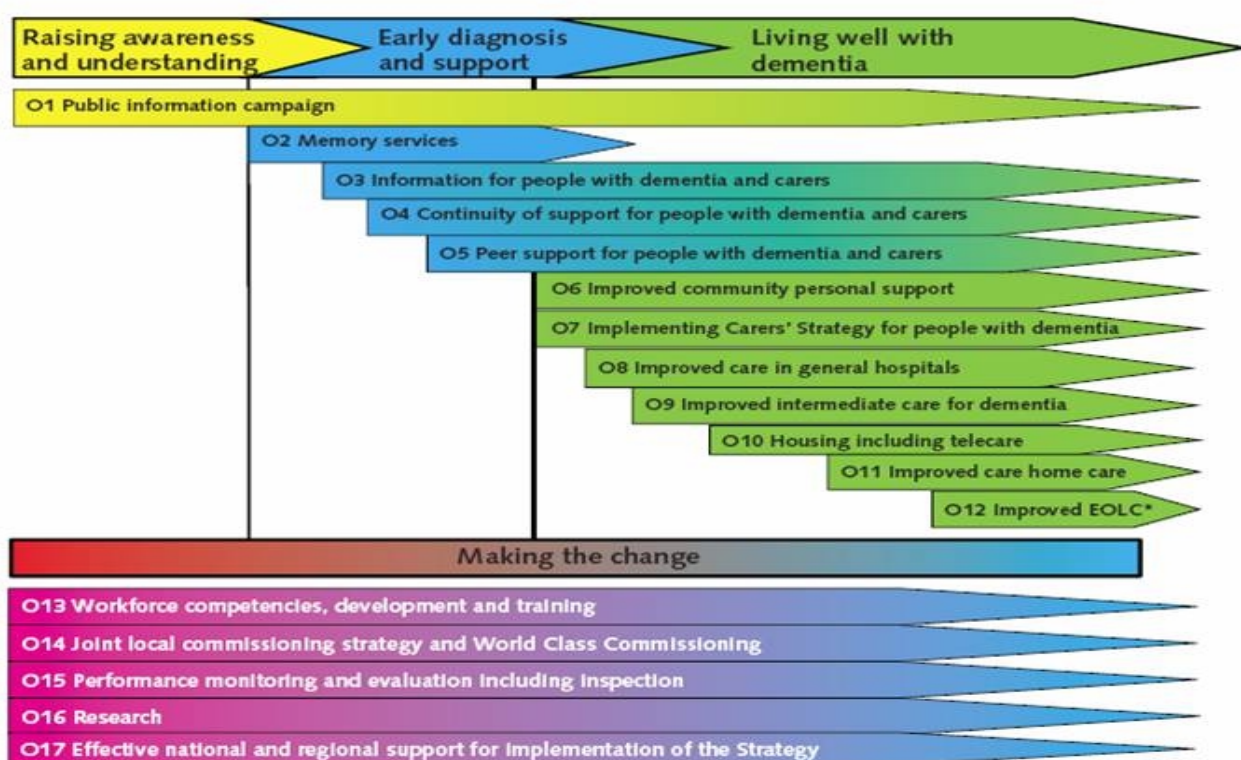 Raising awareness
and understanding
Early diagnosis
and support
Living well with
dementia
O1 Public information campaign
O2 Memory services
O3 Information for people with dementia and carers
O4 Continuity of support for people with dementia and carers
O5 Peer support for people with dementia and carers
O6 Improved community personal support
O7 Implementing Carers' Strategy for people with dementia
O8 Improved care in general hospitals
O9 Improved intermediate care for dementia
O10 Housing including telecare
O11 Improved care home care
O12 Improved EOLC*
Making the change
O13 Workforce competencies, development and training
O14 Joint local commissioning strategy and World Class Commissioning
O15 Performance monitoring and evaluation including inspection
O16 Research
O17 Effective national and regional support for implementation of the Strategy